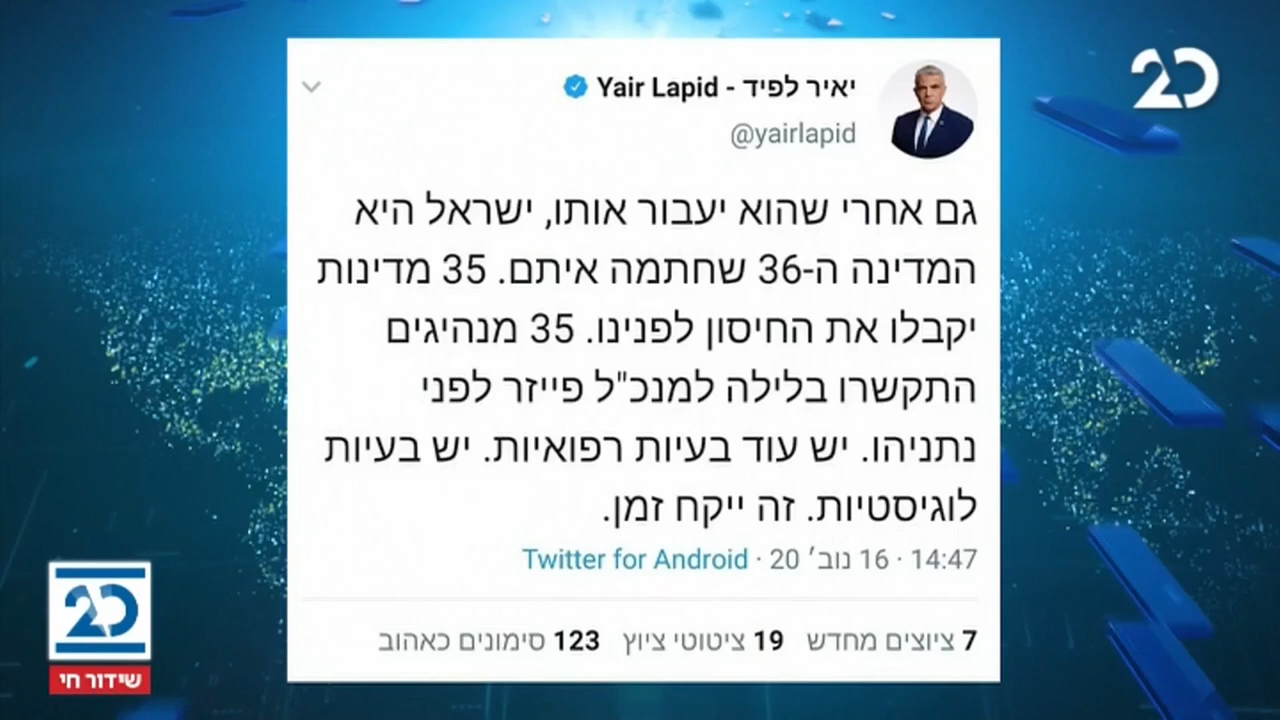 20
יאיר לפיד - Yair Lapid
@yairlapid
גם אחרי שהוא יעבור אותו, ישראל היא
המדינה ה-36 שחתמה איתם. 35 מדינות
יקבלו את החיסון לפנינו. 35 מנהיגים
התקשרו בלילה למנכ"ל פייזר לפני
נתניהו. יש עוד בעיות רפואיות. יש בעיות
לוגיסטיות. זה ייקח זמן.
14:47 · 16 נוב׳ 20 · Twitter for Android
7 ציוצים מחדש 19 ציטוטי ציוץ 123 סימונים כאהוב
20
שידור חי